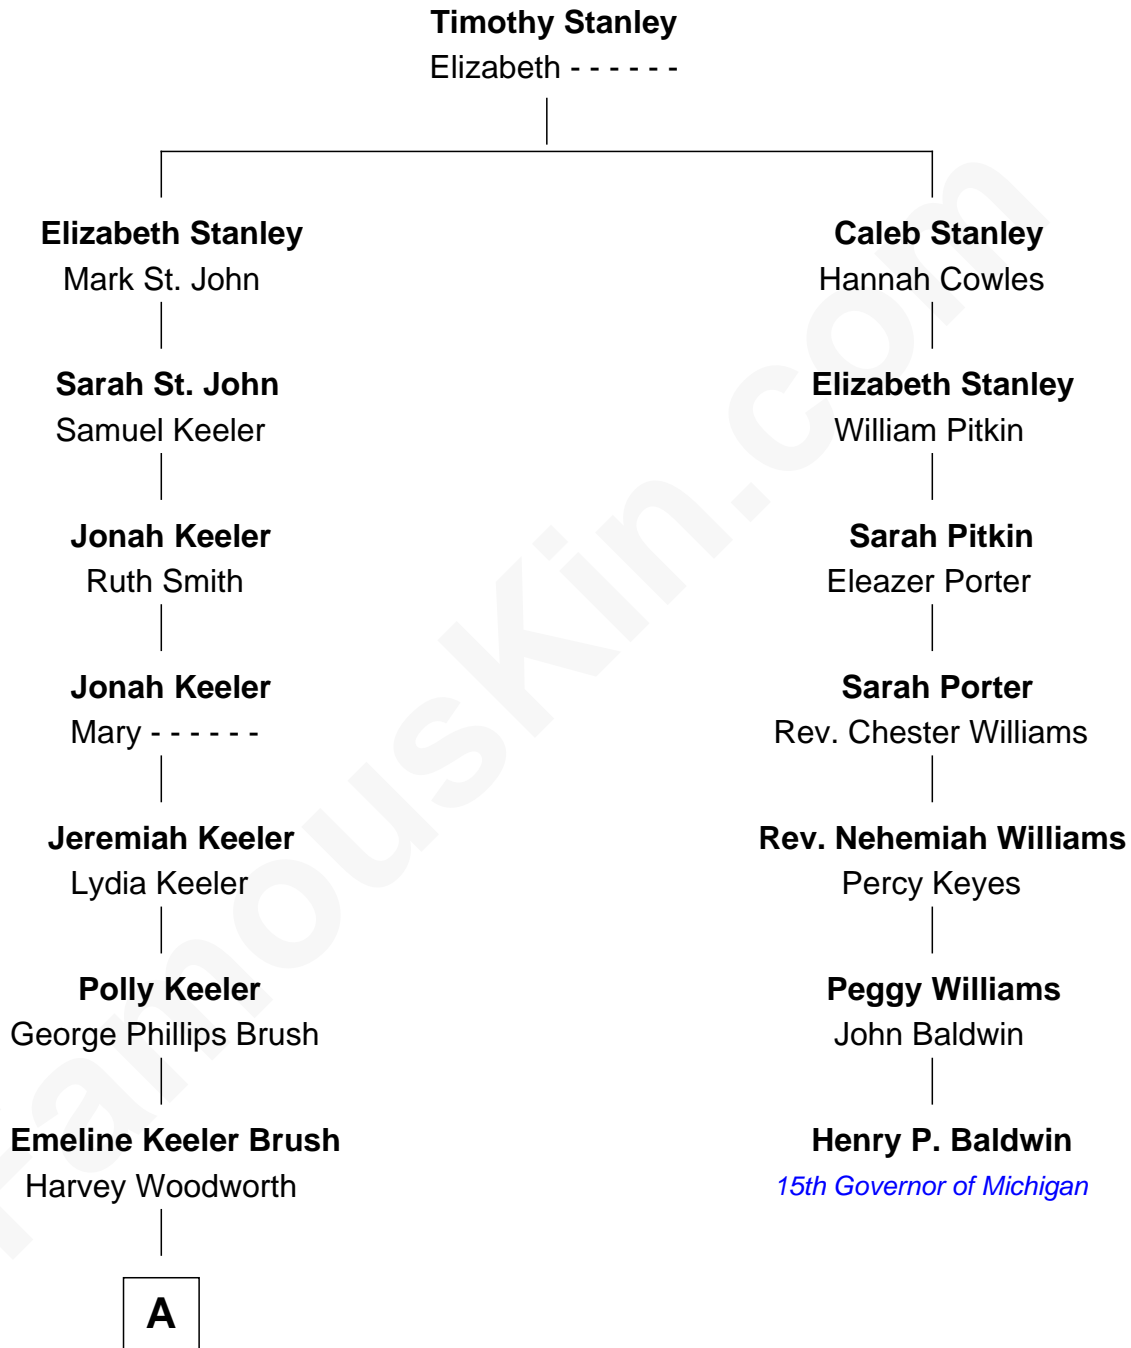 Timothy Stanley
Elizabeth - - - - - -
Elizabeth Stanley
Mark St. John
Caleb Stanley
Hannah Cowles
Sarah St. John
Samuel Keeler
Elizabeth Stanley
William Pitkin
Jonah Keeler
Ruth Smith
Sarah Pitkin
Eleazer Porter
Jonah Keeler
Mary - - - - - -
Sarah Porter
Rev. Chester Williams
Jeremiah Keeler
Lydia Keeler
Rev. Nehemiah Williams
Percy Keyes
Polly Keeler
George Phillips Brush
Peggy Williams
John Baldwin
Emeline Keeler Brush
Harvey Woodworth
Henry P. Baldwin
15th Governor of Michigan
A
FamousKin.com